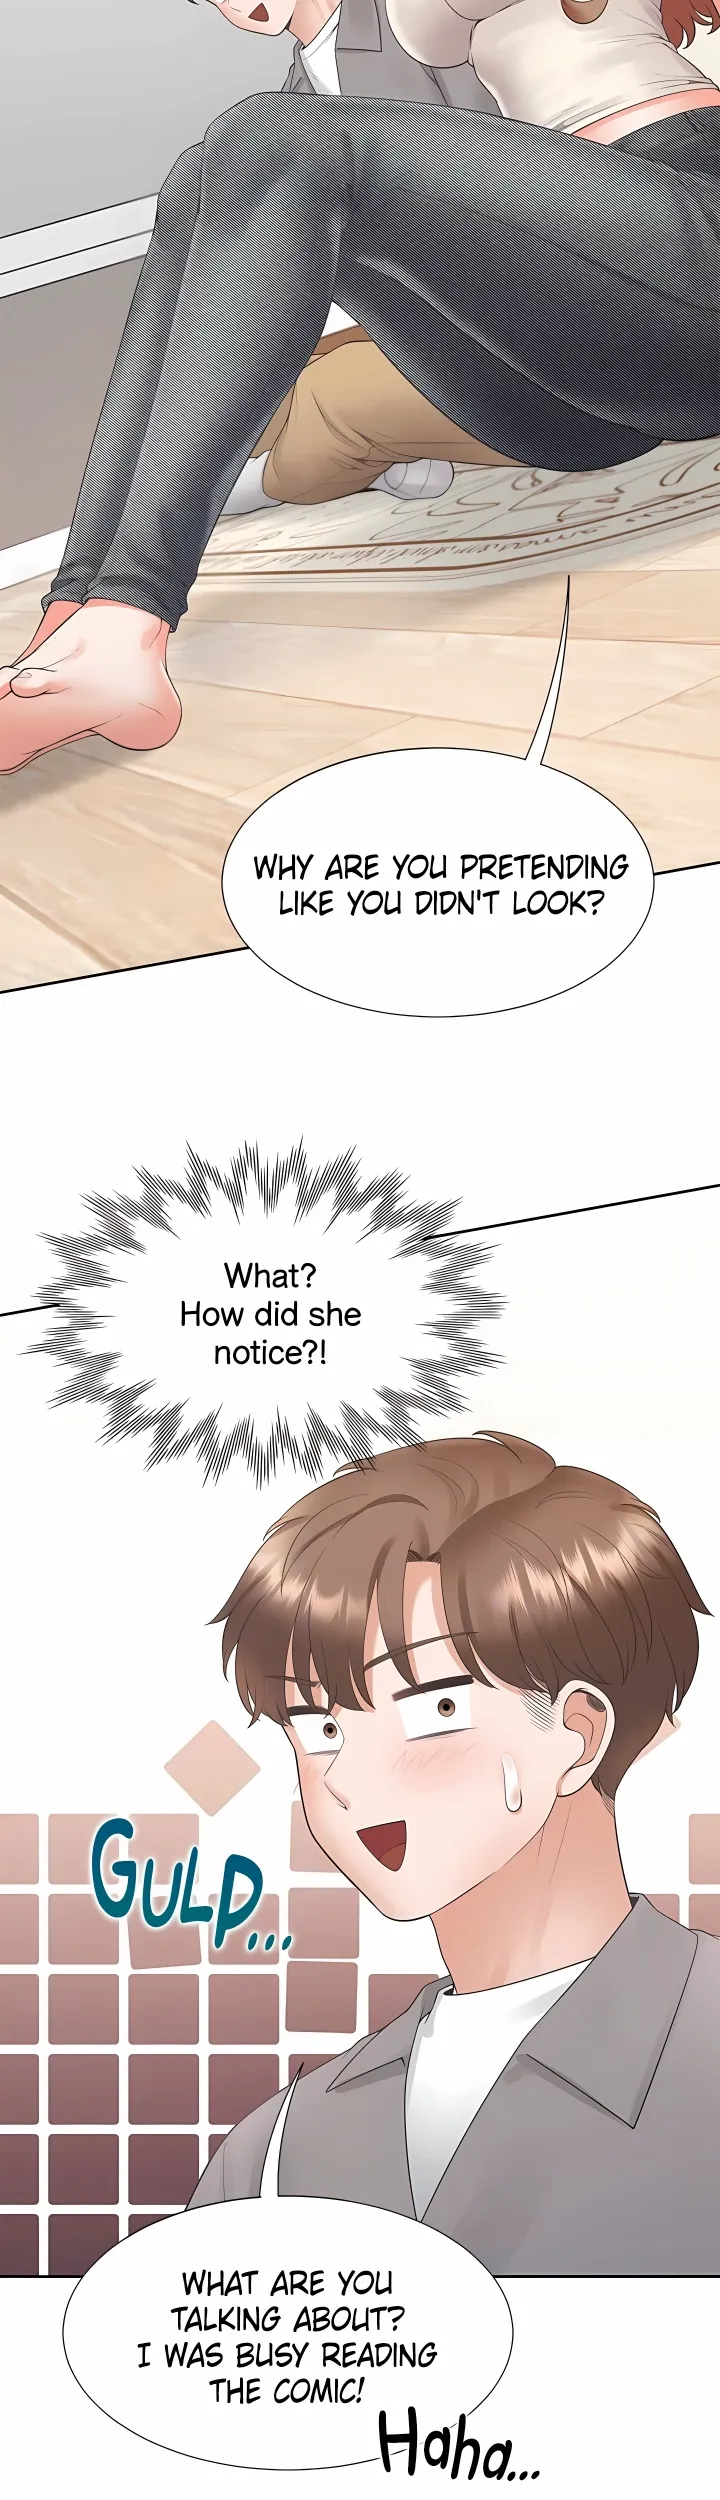 WHY ARE YOU PRETENDING
LIKE YOU DIDN'T LOOK?
What?
How did she
notice?!
GULP...
WHAT ARE YOU
TALKING ABOUT?
I WAS BUSY READING
THE COMIC!
Haha...